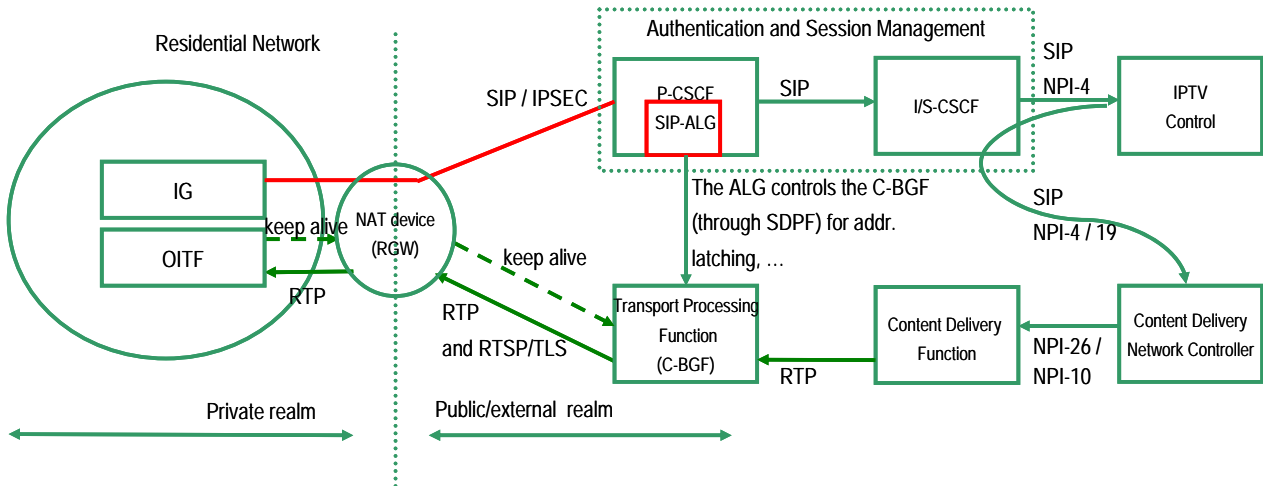 Residential Network
Authentication and Session Management
SIP / IPSEC
P-CSCF
SIP-ALG
SIP
I/S-CSCF
SIP
NPI-4
IPTV
Control
IG
OITF
keep alive
RTP
NAT device
(RGW)
The ALG controls the C-BGF
(through SDPF) for addr.
latching, …
SIP
NPI-4 / 19
keep alive
RTP
and RTSP/TLS
Transport Processing
Function
(C-BGF)
RTP
Content Delivery
Function
NPI-26 /
NPI-10
Content Delivery
Network Controller
Private realm
Public/external realm